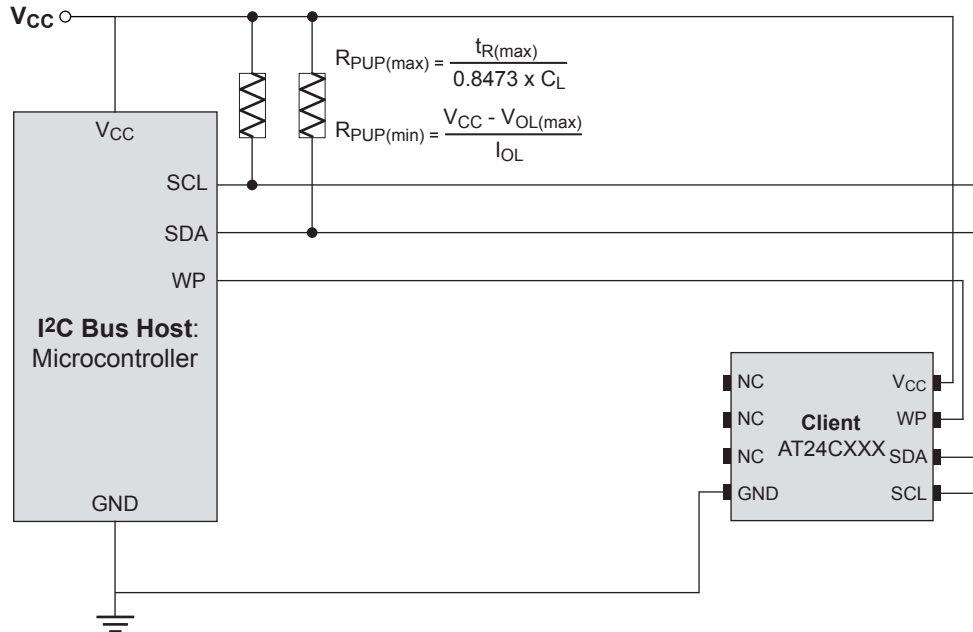 VCC
RPUP(max) = tR(max)
0.8473 x CL
RPUP(min) = VCC - VOL(max)
IOL
VCC
SCL
SDA
WP
I2C Bus Host:
Microcontroller
GND
NC
NC
NC
GND
Client
AT24CXXX
VCC
WP
SDA
SCL